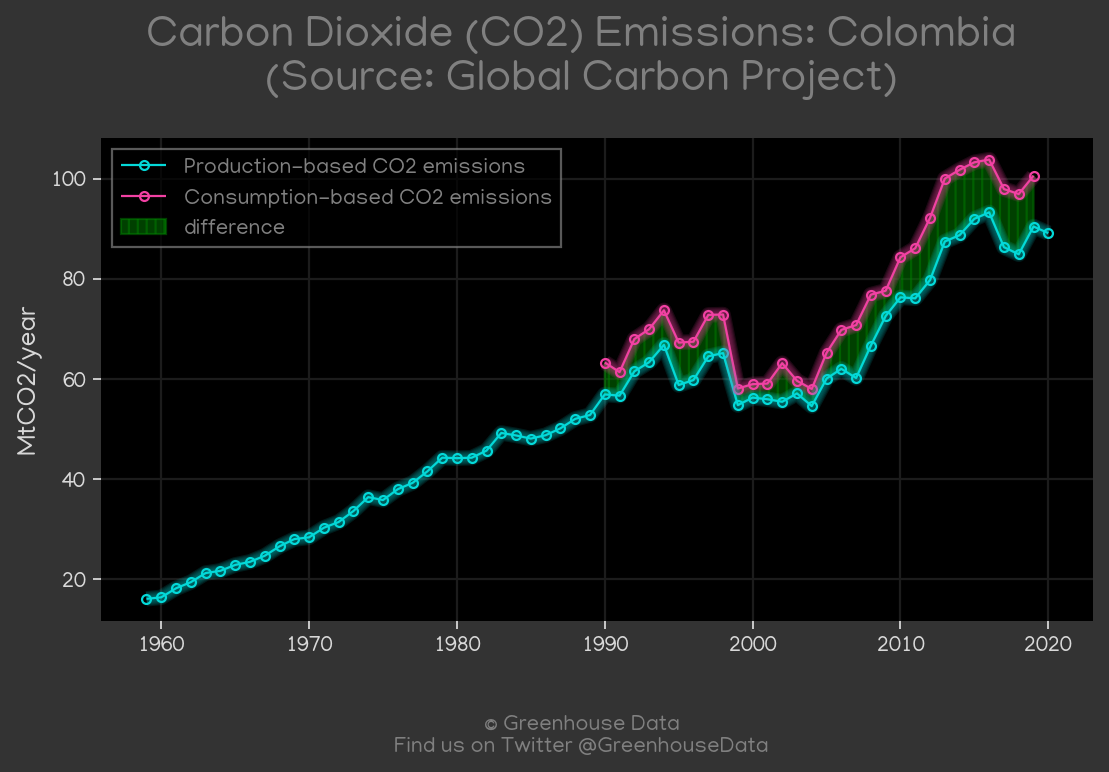 Carbon Dioxide (CO2) Emissions: Colombia
(Source: Global Carbon Project)
Production-based CO2 emissions
Consumption-based CO2 emissions
difference
MtCO2/year
100
80
60
40
20
1960 1970 1980 1990 2000 2010 2020
© Greenhouse Data
Find us on Twitter @GreenhouseData